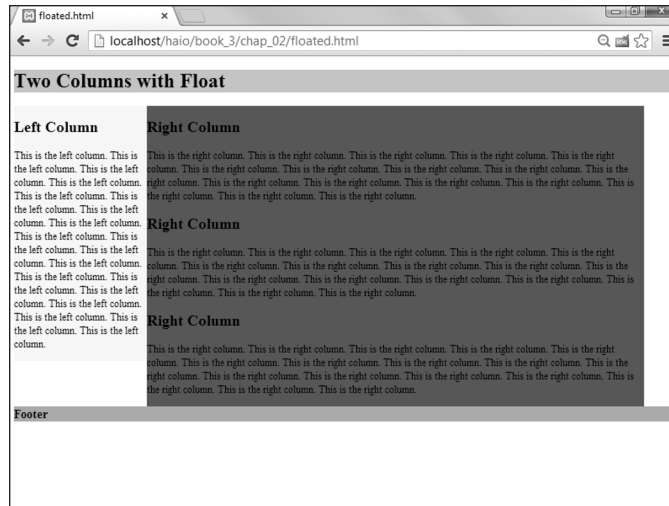 floated.html
localhost/haio/book_3/chap_02/floated.html
Two Columns with Float
Left Column
This is the left column. This is
the left column. This is the left
column. This is the left column.
This is the left column. This is
the left column. This is the left
column. This is the left column.
This is the left column. This is
the left column. This is the left
column. This is the left column.
This is the left column. This is
the left column. This is the left
column. This is the left column.
This is the left column. This is
the left column. This is the left
column.
Right Column
This is the right column. This is the right column. This is the right column. This is the right column. This is the right
column. This is the right column. This is the right column. This is the right column. This is the right column. This is the
right column. This is the right column. This is the right column. This is the right column. This is the right column. This is
the right column. This is the right column. This is the right column.
Right Column
This is the right column. This is the right column. This is the right column. This is the right column. This is the right
column. This is the right column. This is the right column. This is the right column. This is the right column. This is the
right column. This is the right column. This is the right column. This is the right column. This is the right column. This is
the right column. This is the right column. This is the right column.
Right Column
This is the right column. This is the right column. This is the right column. This is the right column. This is the right
column. This is the right column. This is the right column. This is the right column. This is the right column. This is the
right column. This is the right column. This is the right column. This is the right column. This is the right column. This is
the right column. This is the right column. This is the right column.
Footer